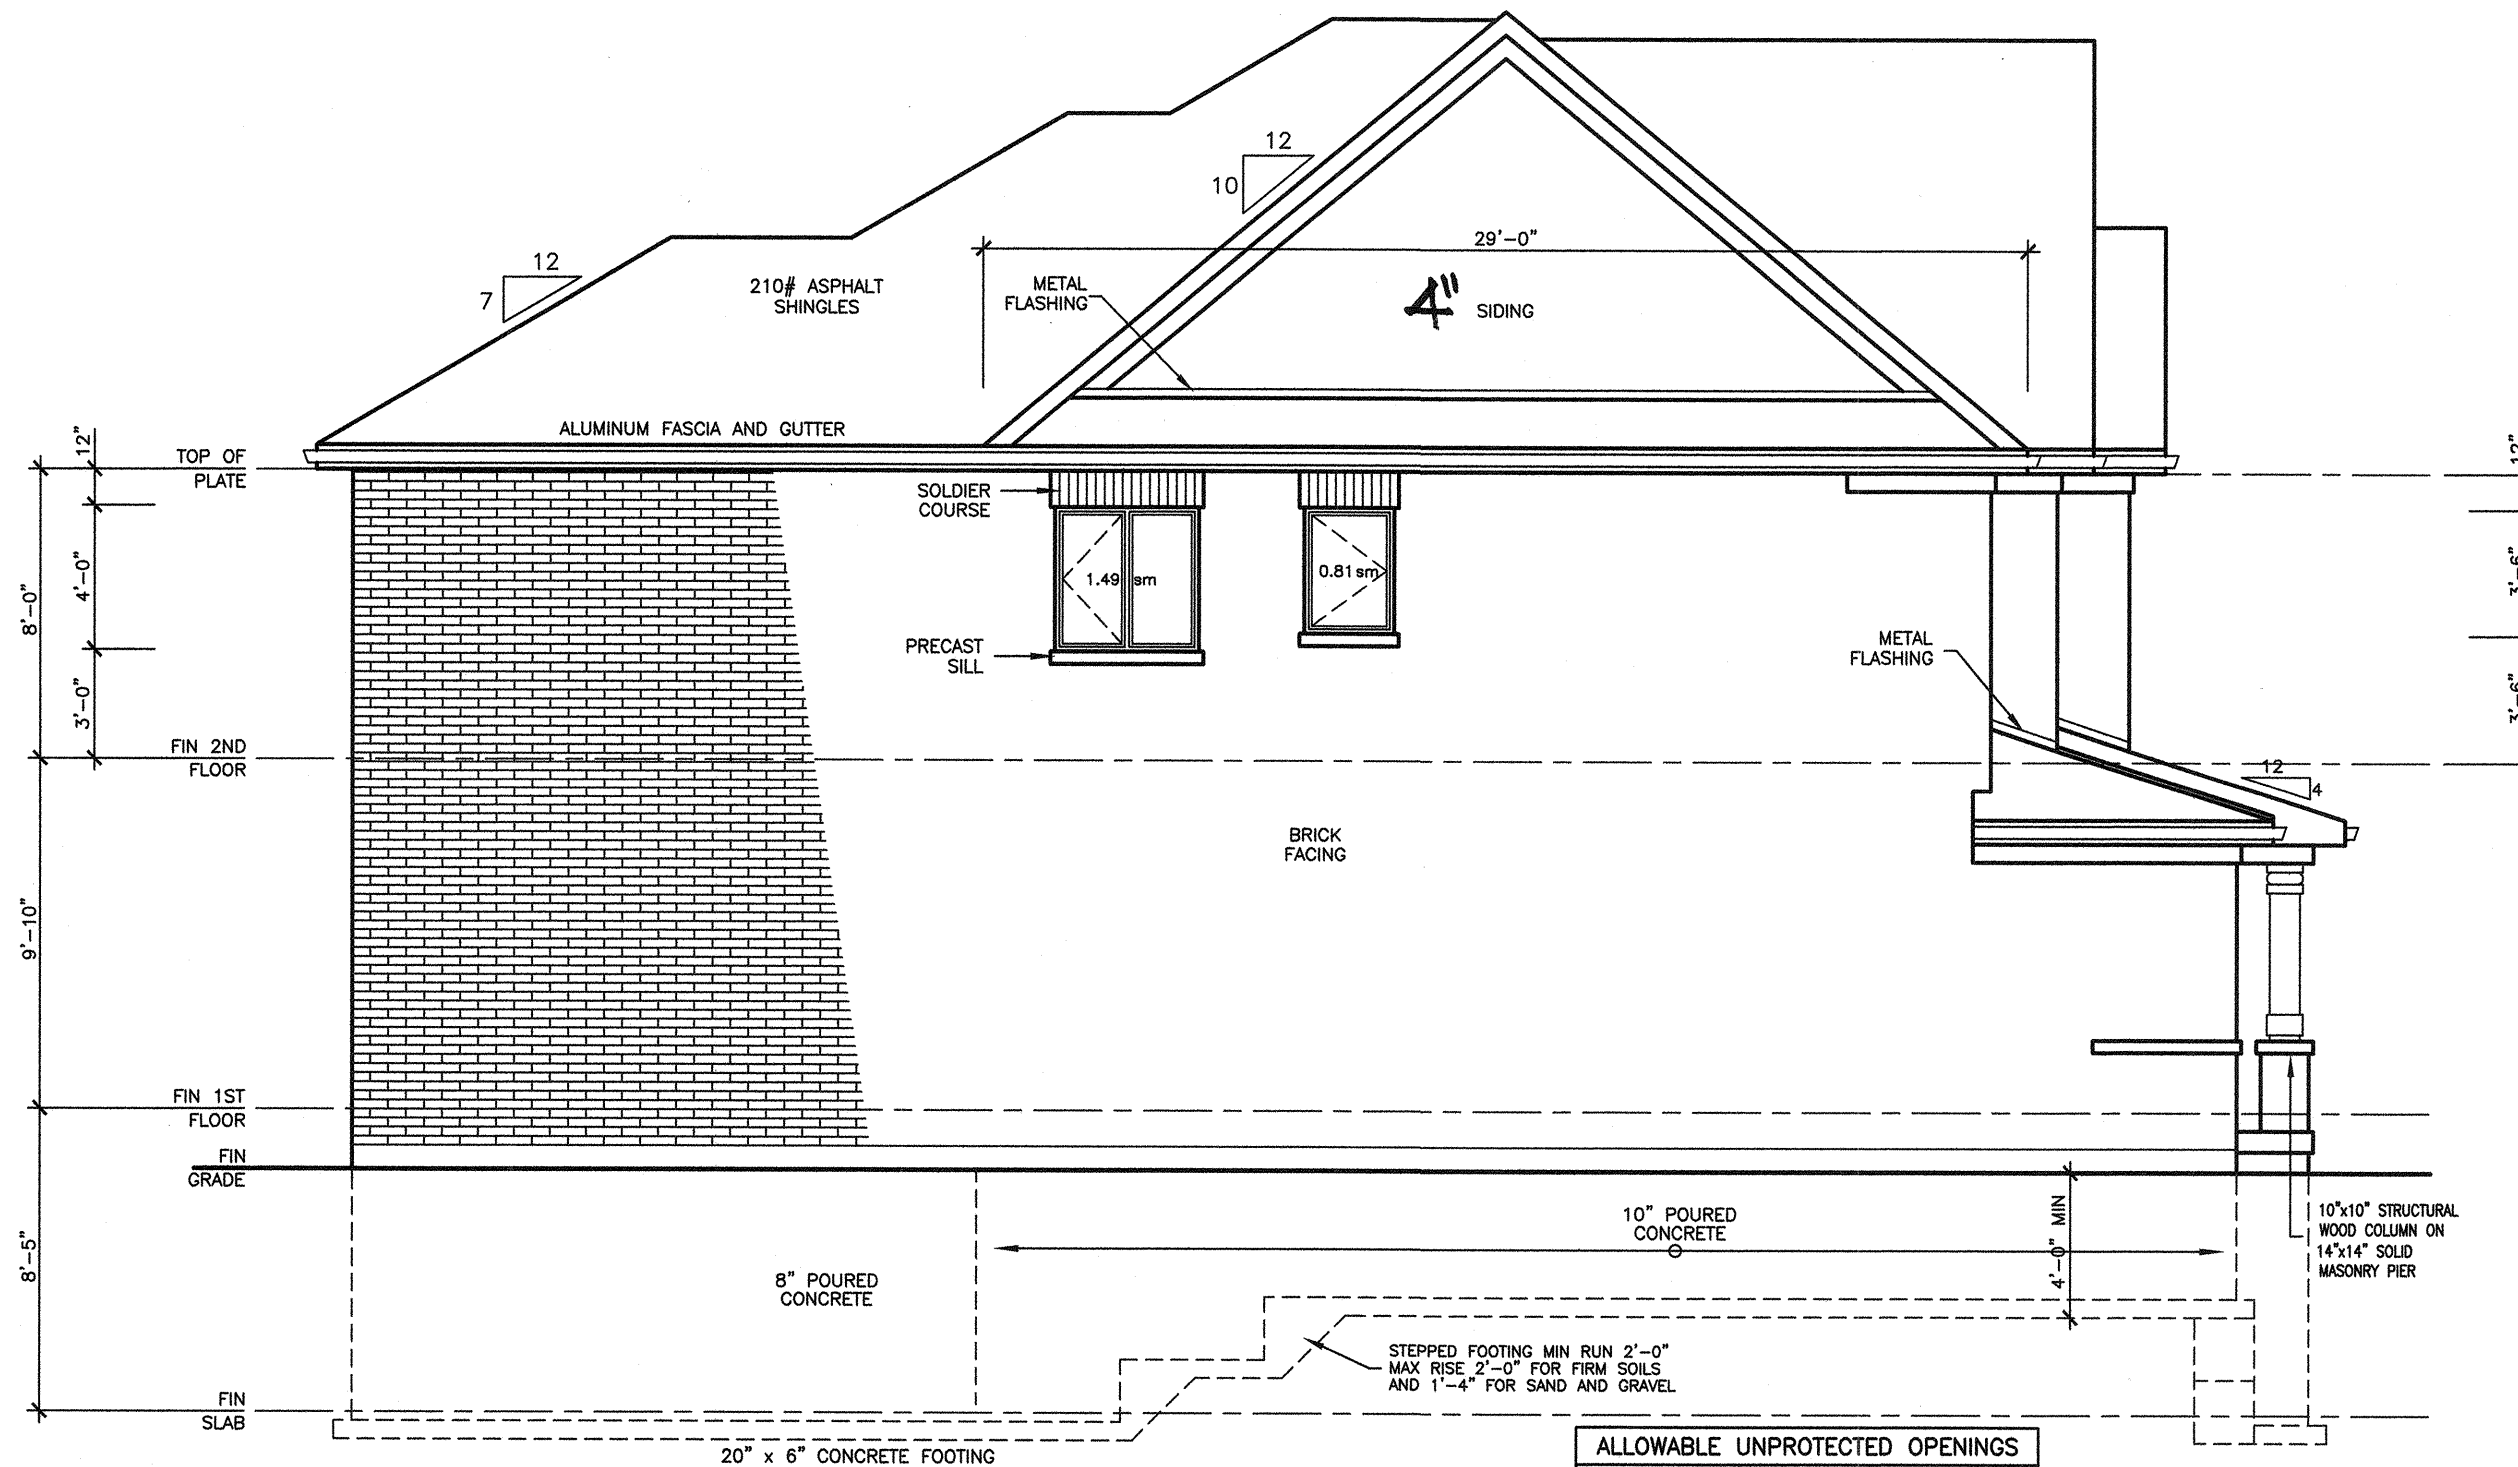 12
10
29'-0"
12
7
210# ASPHALT
SHINGLES
METAL
FLASHING
4" SIDING
ALUMINUM FASCIA AND GUTTER
12"
TOP OF
PLATE
12"
SOLDIER
COURSE
4'-0"
8'-0"
1.49 sm
0.81 sm
3'-6"
PRECAST
SILL
METAL
FLASHING
3'-0"
3'-6"
FIN 2ND
FLOOR
12
4
BRICK
FACING
9'-10"
FIN 1ST
FLOOR
FIN
GRADE
10" POURED
CONCRETE
4'-0" MIN
10"x10" STRUCTURAL
WOOD COLUMN ON
14"x14" SOLID
MASONRY PIER
8'-5"
8" POURED
CONCRETE
STEPPED FOOTING MIN RUN 2'-0"
MAX RISE 2'-0" FOR FIRM SOILS
AND 1'-4" FOR SAND AND GRAVEL
FIN
SLAB
20" x 6" CONCRETE FOOTING
ALLOWABLE UNPROTECTED OPENINGS